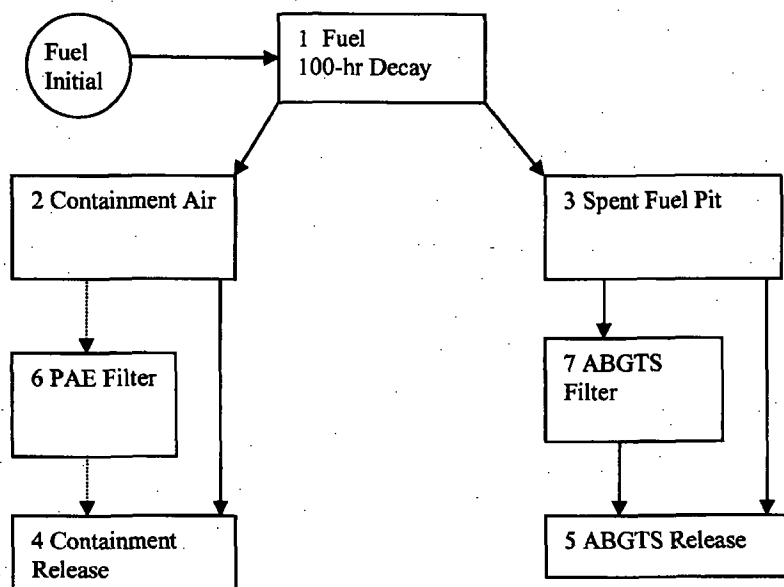 Fuel
Initial
1 Fuel
100-hr Decay
2 Containment Air
3 Spent Fuel Pit
6 PAE Filter
7 ABGTS
Filter
4 Containment
Release
5 ABGTS Release